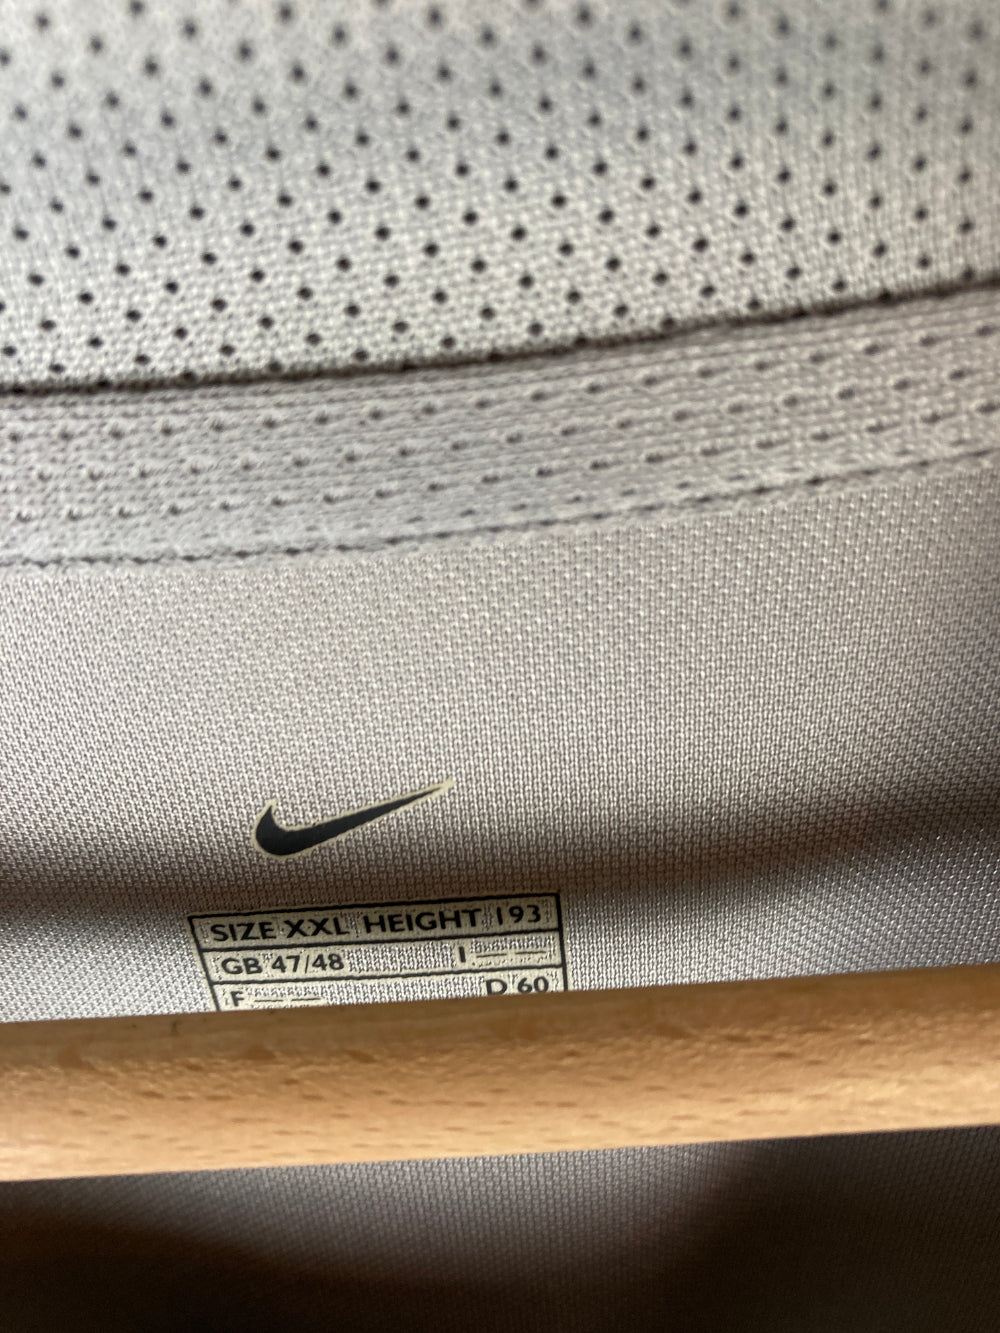 SIZE XXL HEIGHT 193
GB 47/48 I — —
F — — D 60